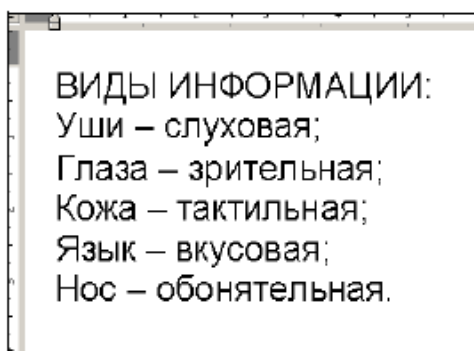 ВИДЫ ИНФОРМАЦИИ:
Уши – слуховая;
Глаза – зрительная;
Кожа – тактильная;
Язык – вкусовая;
Нос – обонятельная.